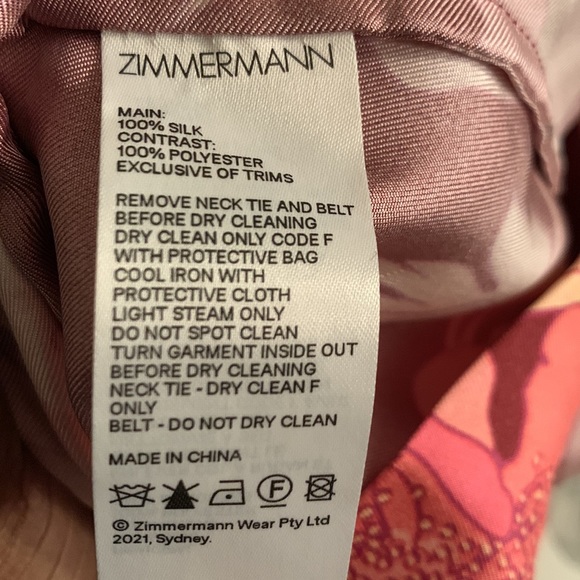 ZIMMERMANN
MAIN:
100% SILK
CONTRAST:
100% POLYESTER
EXCLUSIVE OF TRIMS
REMOVE NECK TIE AND BELT
BEFORE DRY CLEANING
DRY CLEAN ONLY CODE F
WITH PROTECTIVE BAG
COOL IRON WITH
PROTECTIVE CLOTH
LIGHT STEAM ONLY
DO NOT SPOT CLEAN
TURN GARMENT INSIDE OUT
BEFORE DRY CLEANING
NECK TIE - DRY CLEAN F
ONLY
BELT - DO NOT DRY CLEAN
MADE IN CHINA
F
© Zimmermann Wear Pty Ltd
2021, Sydney.